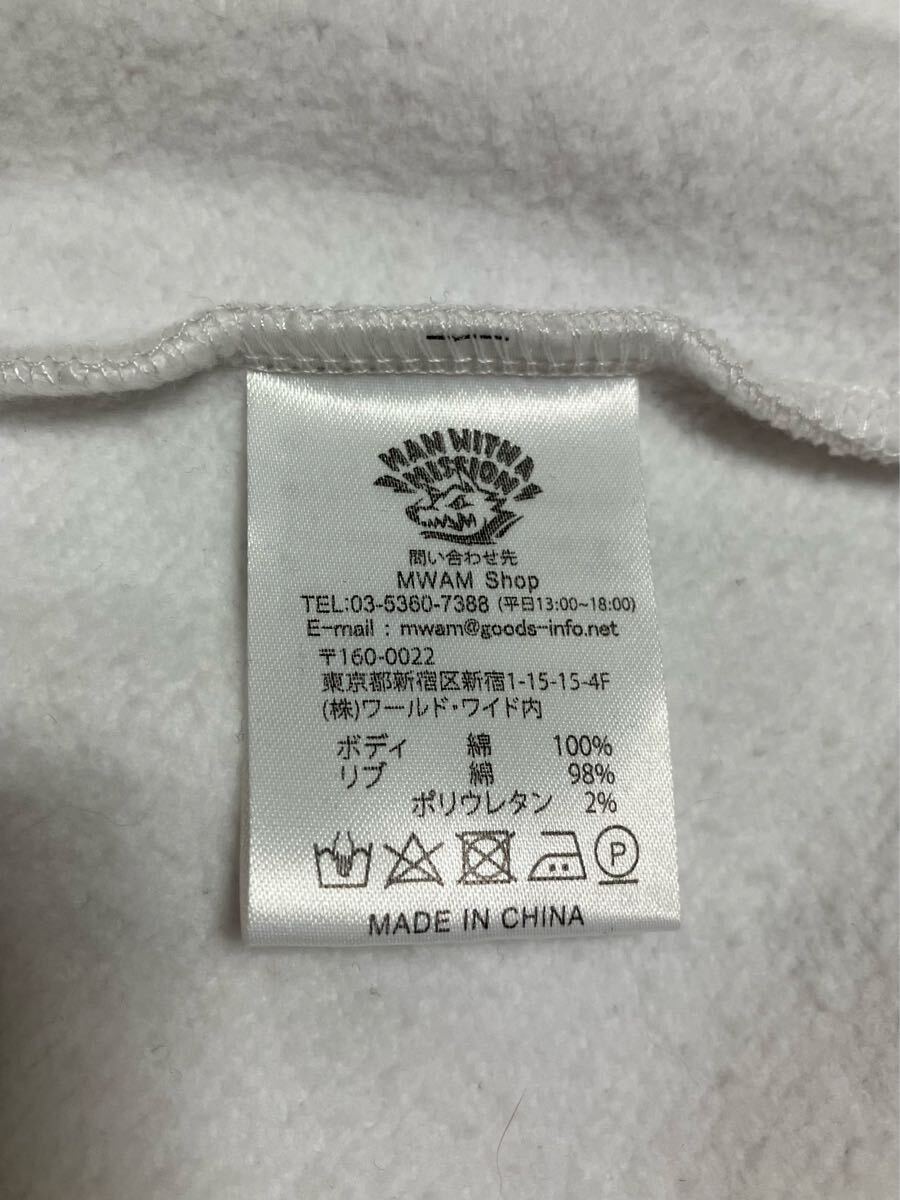 MAN WITH A
MISSION
問い合わせ先
MWAM Shop
TEL:03-5360-7388 (平日13:00~18:00)
E-mail : mwam@goods-info.net
〒160-0022
東京都新宿区新宿1-15-15-4F
(株)ワールド・ワイド内
ボディ 綿 100%
リブ 綿 98%
ポリウレタン 2%
P
MADE IN CHINA